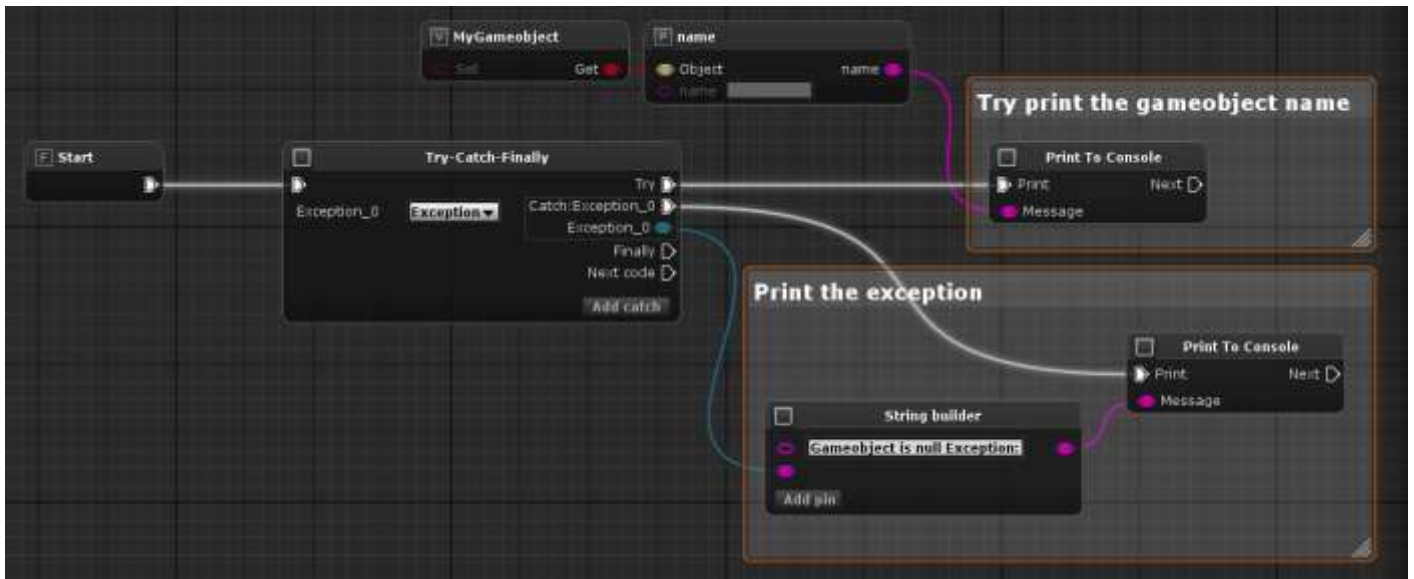 MyGameobject
Set
Get
name
Object
name
name
Try print the gameobject name
Start
Try-Catch-Finally
Print To Console
Try
Print
Next
Exception_0
Exception
Catch:Exception_0
Message
Exception_0
Finally
Next code
Add catch
Print the exception
Print To Console
Print
Next
Message
String builder
Gameobject is null Exception:
Add pin